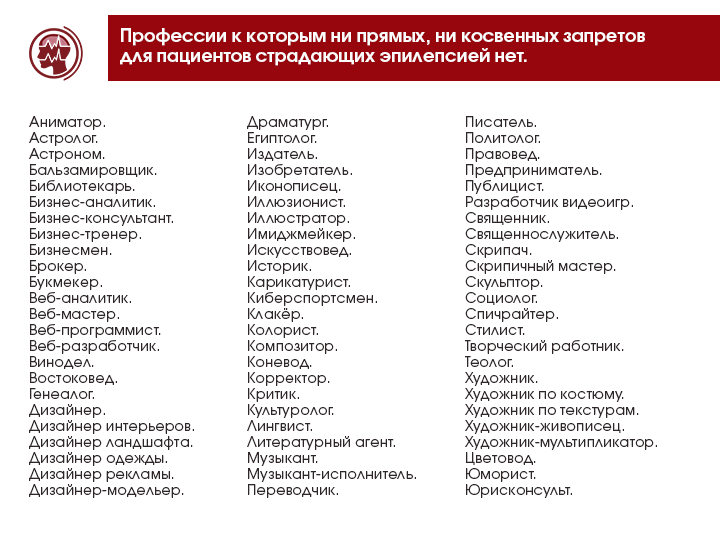 Профессии к которым ни прямых, ни косвенных запретов
для пациентов страдающих эпилепсией нет.
Аниматор.
Астролог.
Астроном.
Бальзамировщик.
Библиотекарь.
Бизнес-аналитик.
Бизнес-консультант.
Бизнес-тренер.
Бизнесмен.
Брокер.
Букмекер.
Веб-аналитик.
Веб-мастер.
Веб-программист.
Веб-разработчик.
Винодел.
Востоковед.
Генеалог.
Дизайнер.
Дизайнер интерьеров.
Дизайнер ландшафта.
Дизайнер одежды.
Дизайнер рекламы.
Дизайнер-модельер.
Драматург.
Египтолог.
Издатель.
Изобретатель.
Иконописец.
Иллюзионист.
Иллюстратор.
Имиджмейкер.
Искусствовед.
Историк.
Карикатурист.
Киберспортсмен.
Клакёр.
Колорист.
Композитор.
Коневод.
Корректор.
Критик.
Культуролог.
Лингвист.
Литературный агент.
Музыкант.
Музыкант-исполнитель.
Переводчик.
Писатель.
Политолог.
Правовед.
Предприниматель.
Публицист.
Разработчик видеоигр.
Священник.
Священнослужитель.
Скрипач.
Скрипичный мастер.
Скульптор.
Социолог.
Спичрайтер.
Стилист.
Творческий работник.
Теолог.
Художник.
Художник по костюму.
Художник по текстурам.
Художник-живописец.
Художник-мультипликатор.
Цветовод.
Юморист.
Юрисконсульт.